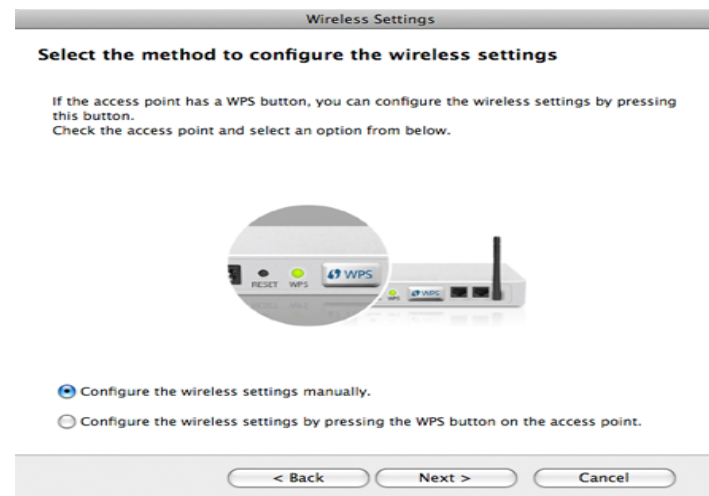 Wireless Settings
Select the method to configure the wireless settings
If the access point has a WPS button, you can configure the wireless settings by pressing
this button.
Check the access point and select an option from below.
RESET WPS WPS
WPS WPS
Configure the wireless settings manually.
Configure the wireless settings by pressing the WPS button on the access point.
< Back Next > Cancel